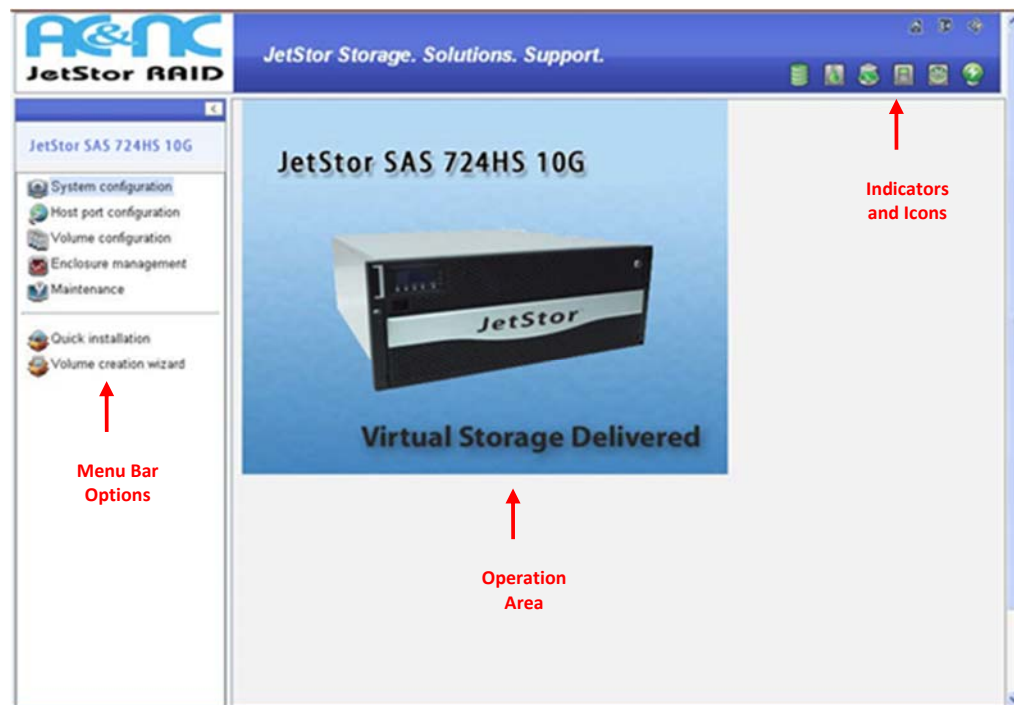 AC&NC
JetStor RAID
JetStor Storage. Solutions. Support.
JetStor SAS 724HS 10G
System configuration
Host port configuration
Volume configuration
Enclosure management
Maintenance
Quick installation
Volume creation wizard
Menu Bar
Options
JetStor SAS 724HS 10G
JetStor
Virtual Storage Delivered
Operation
Area
Indicators
and Icons